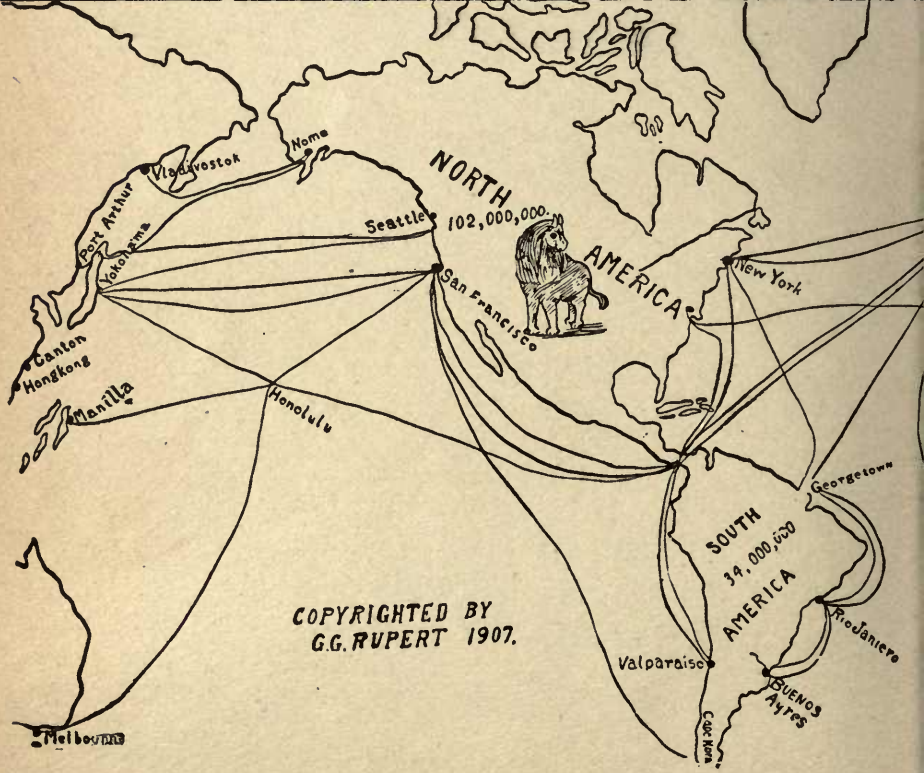 Nome
Vladivostok
NORTH
102,000,000.
AMERICA
Port Arthur
Seattle
Yokohama
San Francisco
New York
Canton
Hongkong
Manilla
Honolulu
Georgetown
SOUTH
34,000,000
AMERICA
COPYRIGHTED BY
G.G. RUPERT 1907.
Rio Janiero
Valparaiso
BUENOS
Ayres
Cape Horn
Melbourne